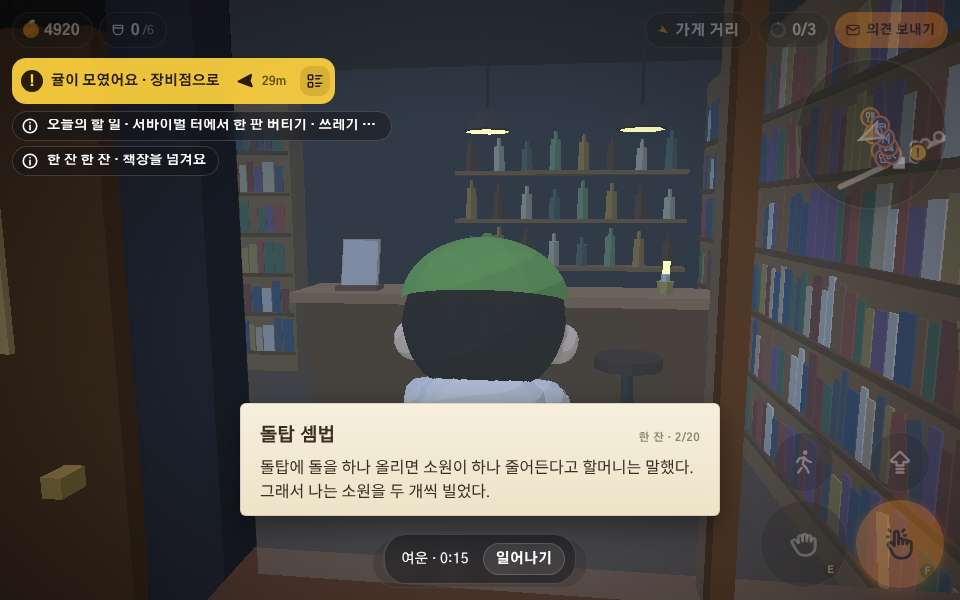 4920
0/6
가게 거리
0/3
의견 보내기
귤이 모였어요 · 장비점으로
29m
오늘의 할 일 · 서바이벌 터에서 한 판 버티기 · 쓰레기 ···
한 잔 한 잔 · 책장을 넘겨요
돌탑 셈법
한 잔 · 2/20
돌탑에 돌을 하나 올리면 소원이 하나 줄어든다고 할머니는 말했다.
그래서 나는 소원을 두 개씩 빌었다.
여운 · 0:15
일어나기
E
F